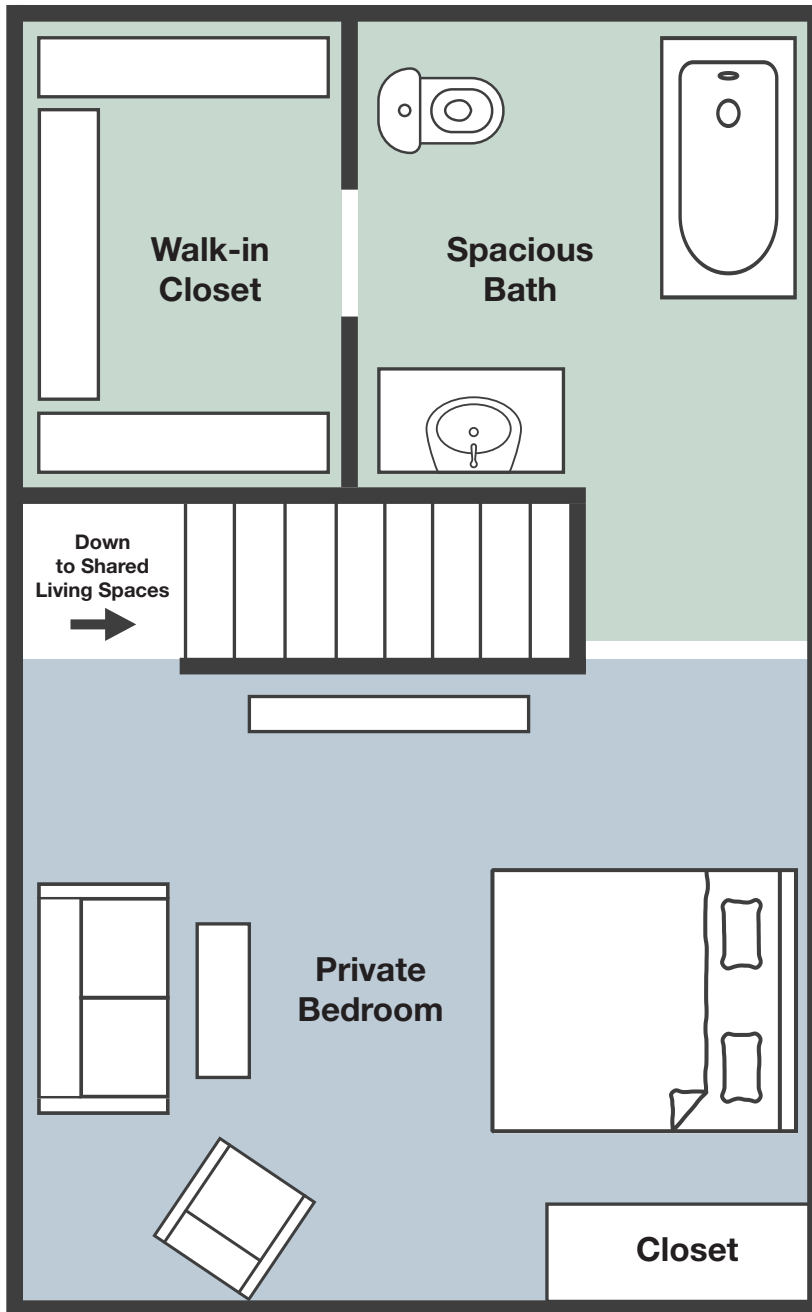 Walk-in
Closet
Spacious
Bath
Down
to Shared
Living Spaces
Private
Bedroom
Closet